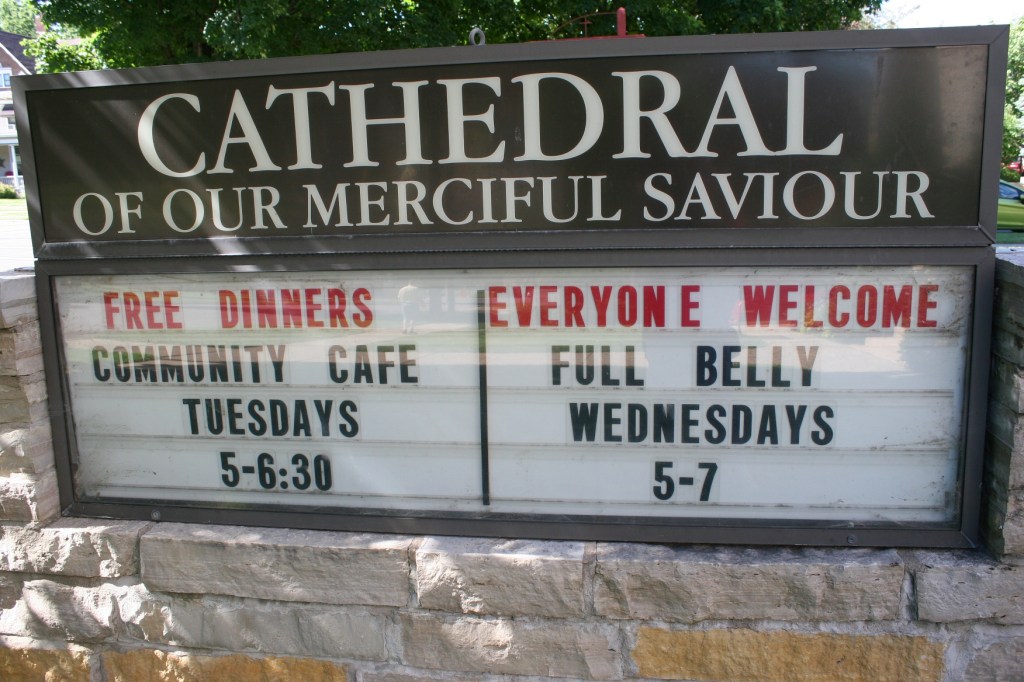 CATHEDRAL
OF OUR MERCIFUL SAVIOUR
FREE DINNERS EVERYONE WELCOME
COMMUNITY CAFE
TUESDAYS
5-6:30
FULL BELLY
WEDNESDAYS
5-7